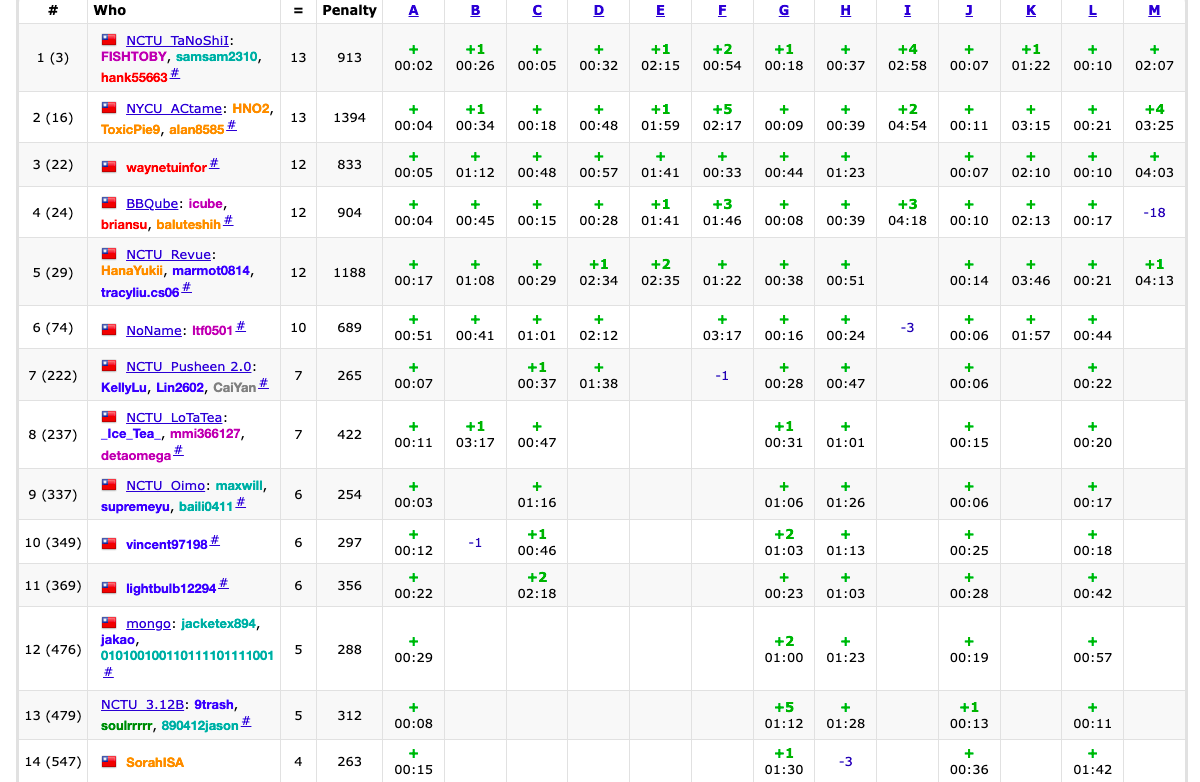 # Who = Penalty A B C D E F G H I J K L M
1 (3) NCTU_TaNoShiI: FISHTOBY, samsam2310, hank55663 # 13 913 + 00:02 +1 00:26 + 00:05 + 00:32 +1 02:15 +2 00:54 +1 00:18 + 00:37 +4 02:58 + 00:07 +1 01:22 + 00:10 + 02:07
2 (16) NYCU_ACtame: HNO2, ToxicPie9, alan8585 # 13 1394 + 00:04 +1 00:34 + 00:18 + 00:48 +1 01:59 +5 02:17 + 00:09 + 00:39 +2 04:54 + 00:11 + 03:15 + 00:21 +4 03:25
3 (22) waynetuinfor # 12 833 + 00:05 + 01:12 + 00:48 + 00:57 + 01:41 + 00:33 + 00:44 + 01:23 + 00:07 + 02:10 + 00:10 + 04:03
4 (24) BBQube: icube, briansu, baluteshih # 12 904 + 00:04 + 00:45 + 00:15 + 00:28 +1 01:41 +3 01:46 + 00:08 + 00:39 +3 04:18 + 00:10 + 02:13 + 00:17 -18
5 (29) NCTU_Revue: HanaYukii, marmot0814, tracyliu.cs06 # 12 1188 + 00:17 + 01:08 + 00:29 +1 02:34 +2 02:35 + 01:22 + 00:38 + 00:51 + 00:14 + 03:46 + 00:21 +1 04:13
6 (74) NoName: ltf0501 # 10 689 + 00:51 + 00:41 + 01:01 + 02:12 + 03:17 + 00:16 + 00:24 -3 + 00:06 + 01:57 + 00:44
7 (222) NCTU_Pusheen 2.0: KellyLu, Lin2602, CaiYan # 7 265 + 00:07 +1 00:37 + 01:38 -1 + 00:28 + 00:47 + 00:06 + 00:22
8 (237) NCTU_LoTaTea: _Ice_Tea_, mmi366127, detaomega # 7 422 + 00:11 +1 03:17 + 00:47 +1 00:31 + 01:01 + 00:15 + 00:20
9 (337) NCTU_Oimo: maxwill, supremeyu, baili0411 # 6 254 + 00:03 + 01:16 + 01:06 + 01:26 + 00:06 + 00:17
10 (349) vincent97198 # 6 297 + 00:12 -1 +1 00:46 +2 01:03 + 01:13 + 00:25 + 00:18
11 (369) lightbulb12294 # 6 356 + 00:22 +2 02:18 + 00:23 + 01:03 + 00:28 + 00:42
12 (476) mongo: jacketex894, jakao, 010100100110111101111001 # 5 288 + 00:29 +2 01:00 + 01:23 + 00:19 + 00:57
13 (479) NCTU_3.12B: 9trash, soulrrrrr, 890412jason # 5 312 + 00:08 +5 01:12 + 01:28 +1 00:13 + 00:11
14 (547) SorahISA 4 263 + 00:15 +1 01:30 -3 + 00:36 + 01:42